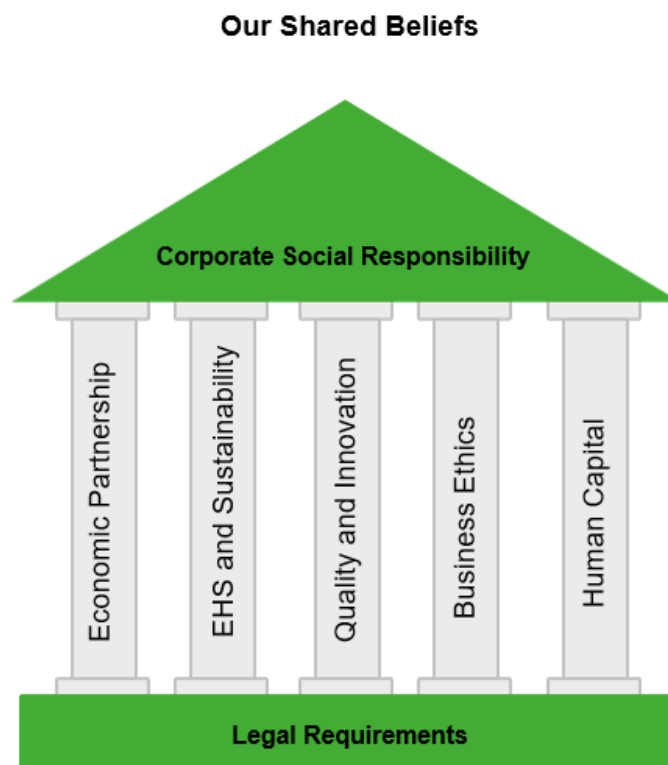 Our Shared Beliefs
Corporate Social Responsibility
Economic Partnership
EHS and Sustainability
Quality and Innovation
Business Ethics
Human Capital
Legal Requirements